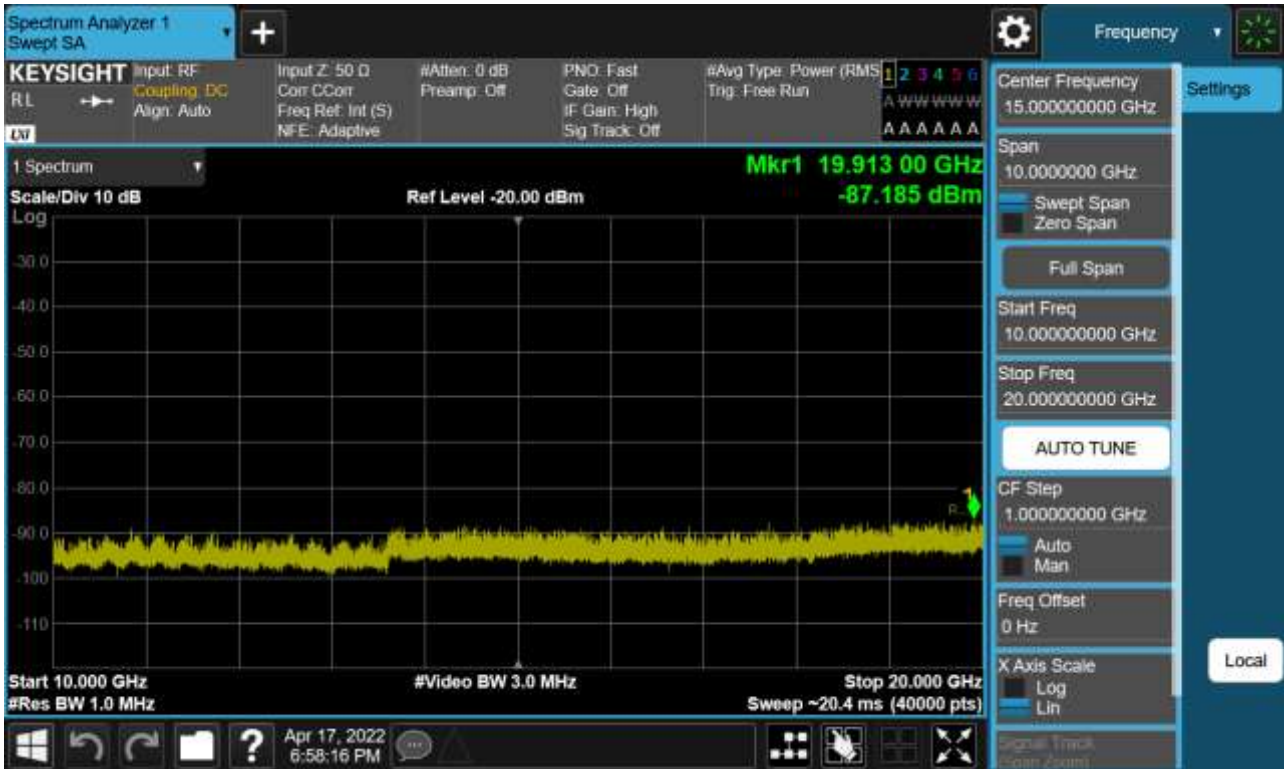 Spectrum Analyzer 1
Swept SA
+
Frequency
KEYSIGHT
RL
LXI
Input: RF
Coupling: DC
Align: Auto
Input Z: 50 Ω
Corr CCorr
Freq Ref: Int (S)
NFE: Adaptive
#Atten: 0 dB
Preamp: Off
PNO: Fast
Gate: Off
IF Gain: High
Sig Track: Off
#Avg Type: Power (RMS
Trig: Free Run
1 2 3 4 5 6
A W W W W W
A A A A A A
1 Spectrum
Scale/Div 10 dB
Ref Level -20.00 dBm
Mkr1 19.913 00 GHz
-87.185 dBm
Log
-30.0
-40.0
-50.0
-60.0
-70.0
-80.0
-90.0
-100
-110
1
R...
Start 10.000 GHz
#Video BW 3.0 MHz
Stop 20.000 GHz
#Res BW 1.0 MHz
Sweep ~20.4 ms (40000 pts)
Center Frequency
15.000000000 GHz
Settings
Span
10.0000000 GHz
Swept Span
Zero Span
Full Span
Start Freq
10.000000000 GHz
Stop Freq
20.000000000 GHz
AUTO TUNE
CF Step
1.000000000 GHz
Auto
Man
Freq Offset
0 Hz
X Axis Scale
Log
Lin
Local
Signal Track
(Span Zoom)
?
Apr 17, 2022
6:58:16 PM